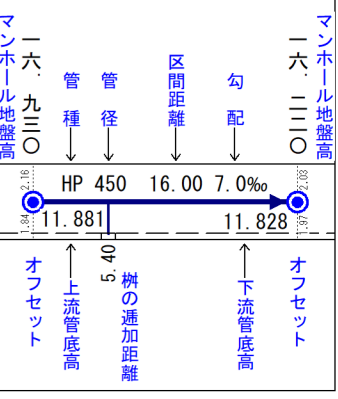 マンホール地盤高
一六．九三〇
管種
管径
区間距離
勾配
一六．二二〇
マンホール地盤高
2.16
HP 450 16.00 7.0‰
2.03
1.84
11.881
11.828
1.97
オフセット
上流管底高
5.40
桝の逓加距離
下流管底高
オフセット